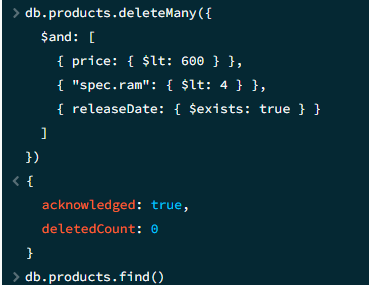 > db.products.deleteMany({
$and: [
{ price: { $lt: 600 } },
{ "spec.ram": { $lt: 4 } },
{ releaseDate: { $exists: true } }
]
})
< {
acknowledged: true,
deletedCount: 0
}
> db.products.find()